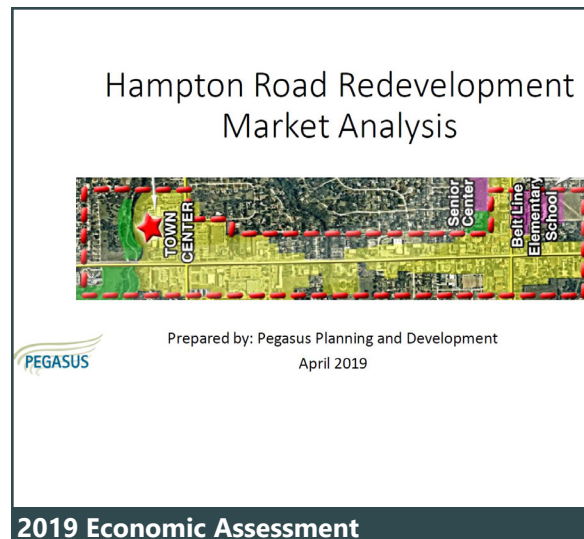 Hampton Road Redevelopment
Market Analysis
TOWN
CENTER
Senior
Center
Belt Line
Elementary
School
PEGASUS
Prepared by: Pegasus Planning and Development
April 2019
2019 Economic Assessment